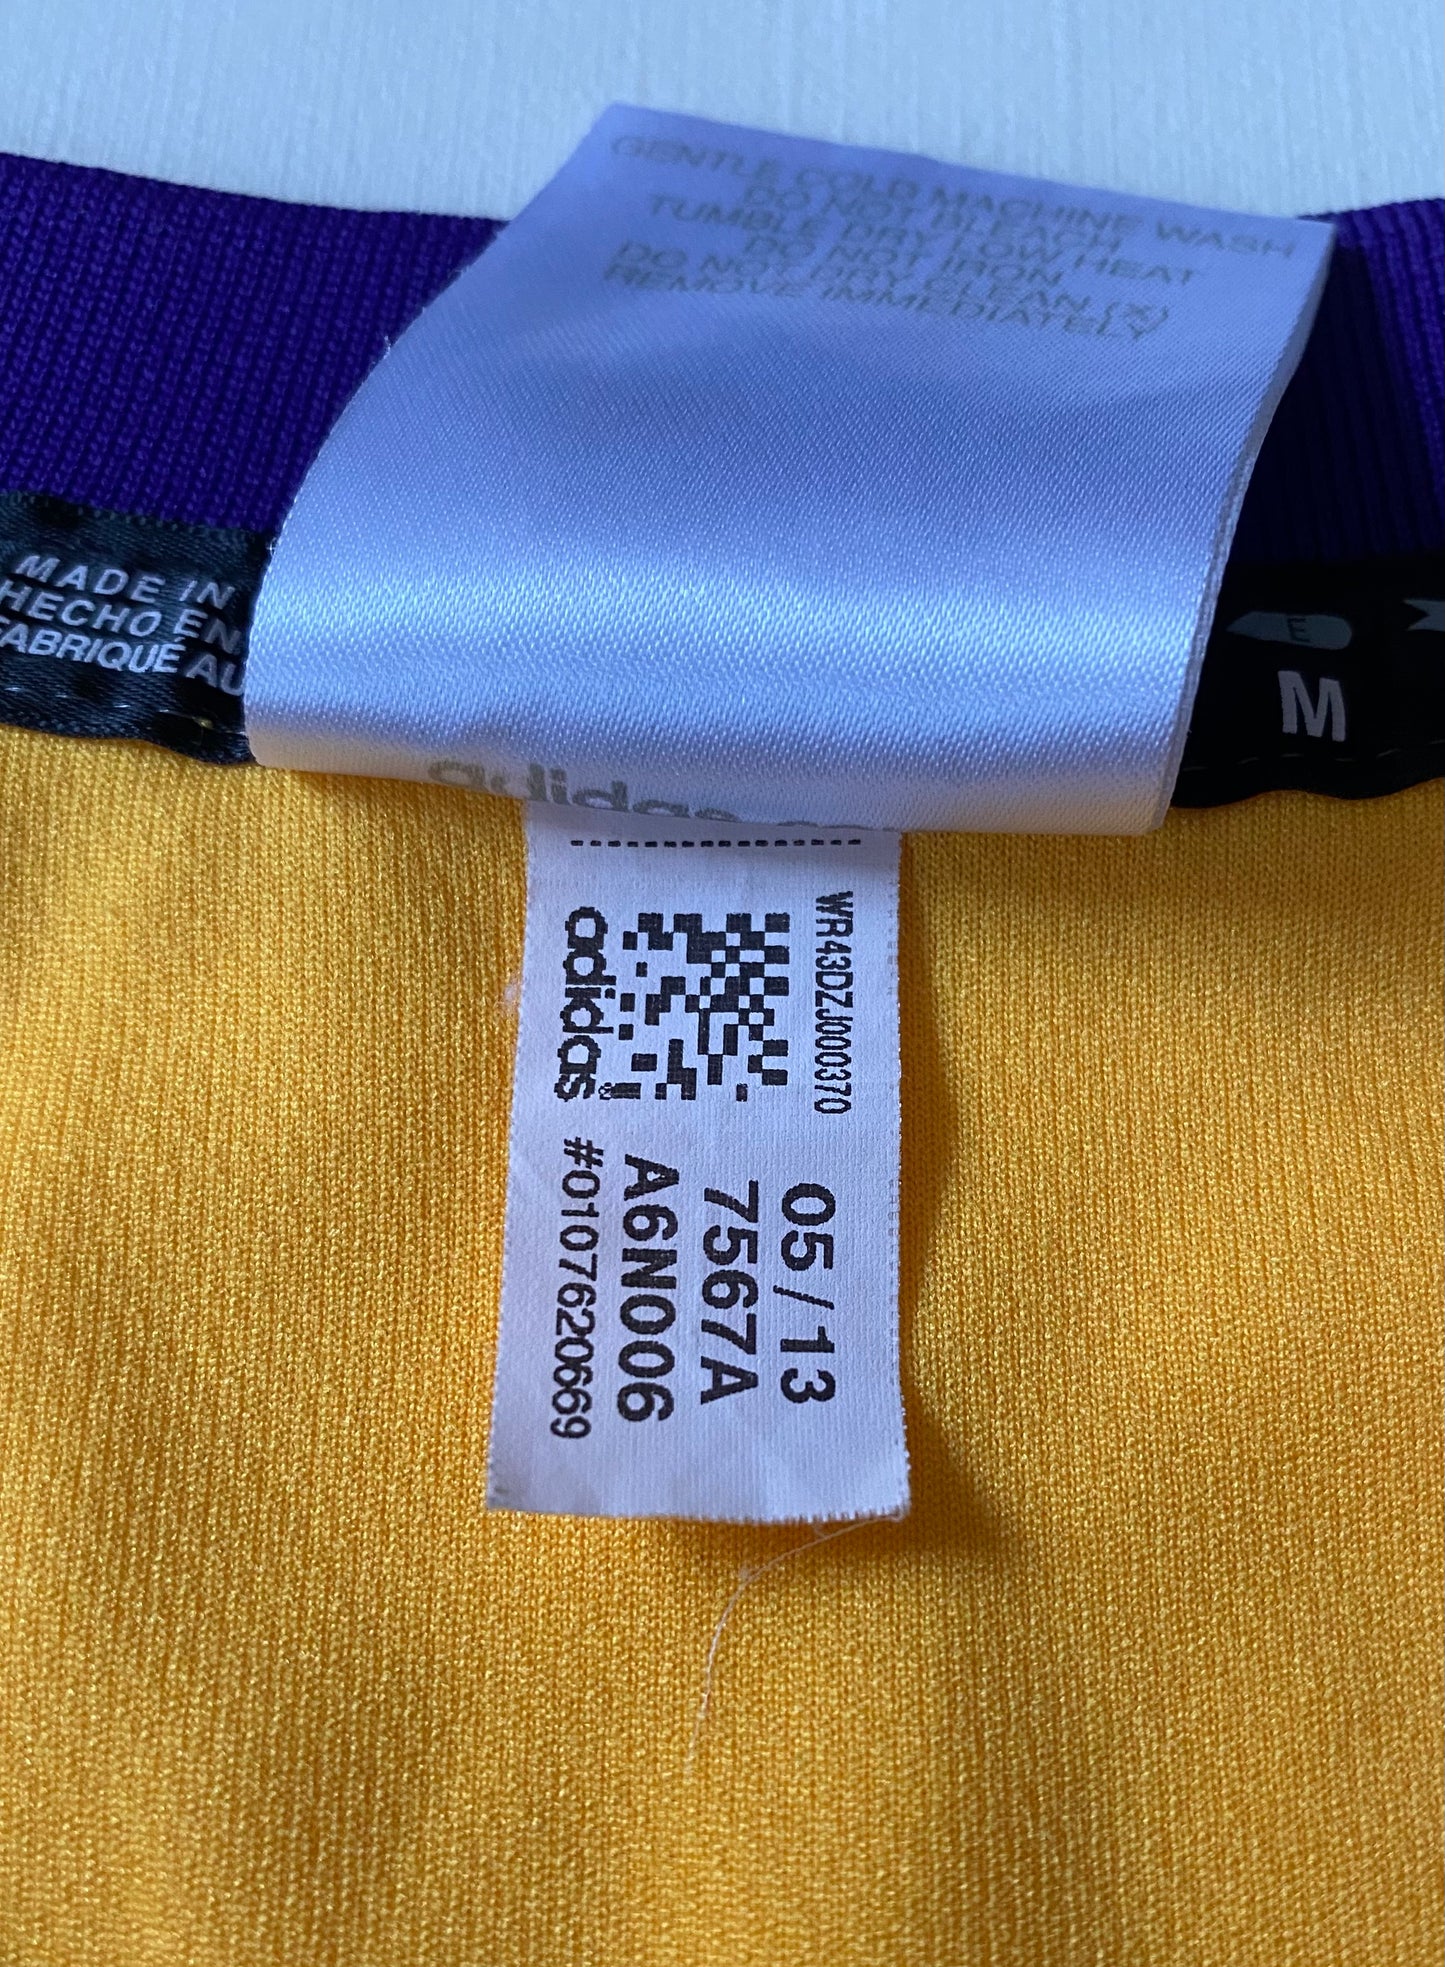 GENTLE COLD MACHINE WASH
DO NOT BLEACH
TUMBLE DRY LOW HEAT
DO NOT IRON
DO NOT DRY CLEAN (X)
REMOVE IMMEDIATELY
MADE IN
HECHO EN
FABRIQUÉ AU
M
adidas
WR43DZJ000370
adidas
05/13
7567A
A6N006
#0107620669